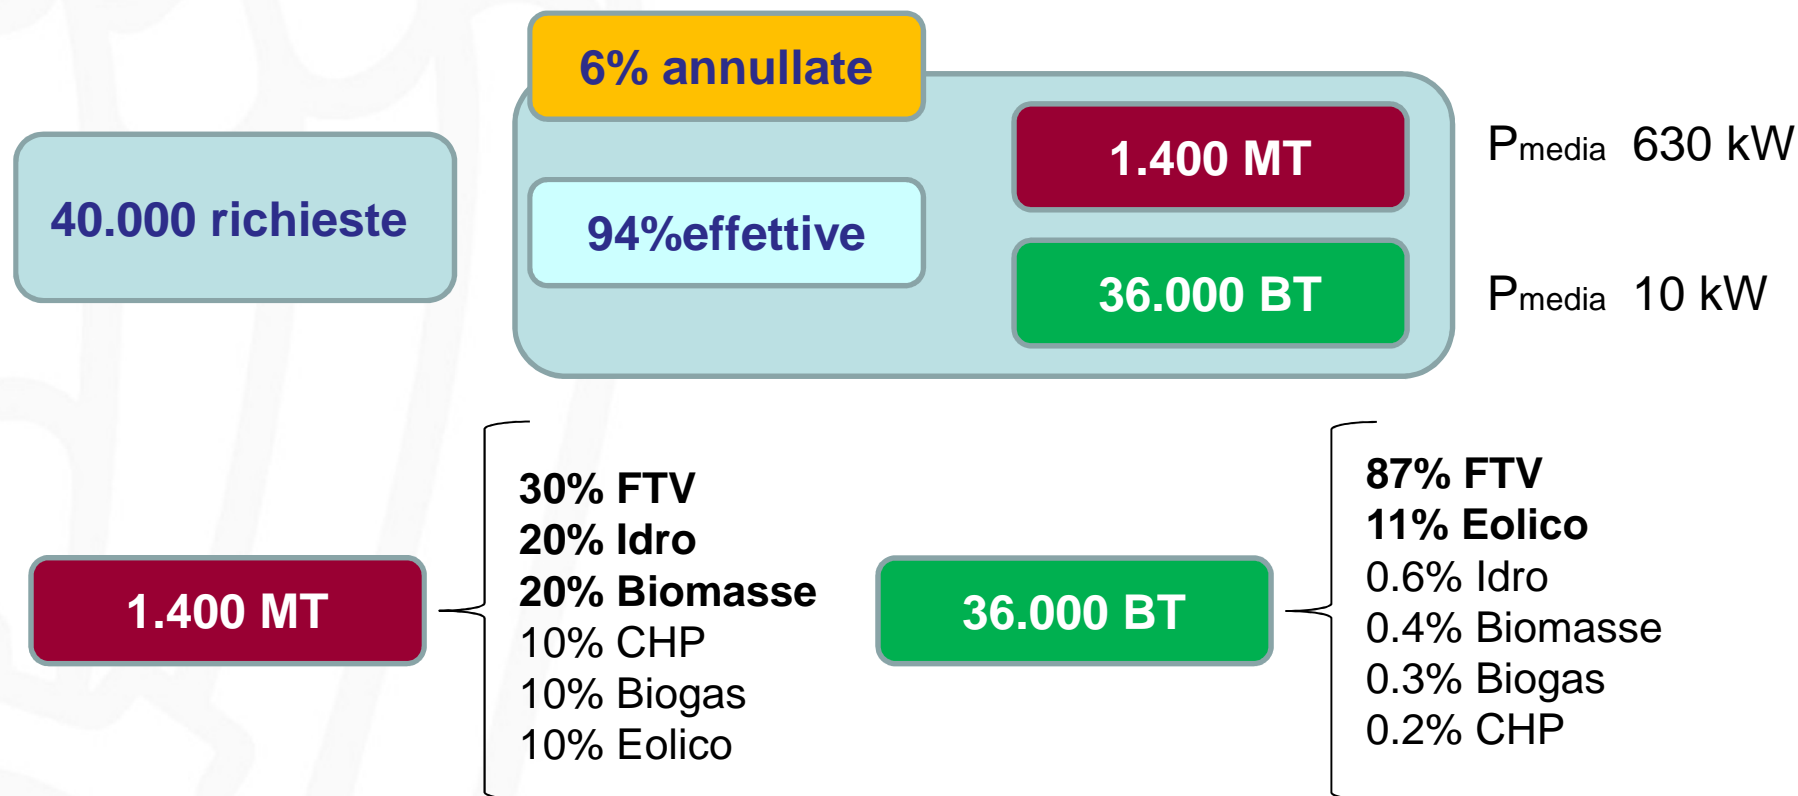 6% annullate
40.000 richieste
94%effettive
1.400 MT
Pmedia 630 kW
36.000 BT
Pmedia 10 kW
1.400 MT
30% FTV
20% Idro
20% Biomasse
10% CHP
10% Biogas
10% Eolico
36.000 BT
87% FTV
11% Eolico
0.6% Idro
0.4% Biomasse
0.3% Biogas
0.2% CHP